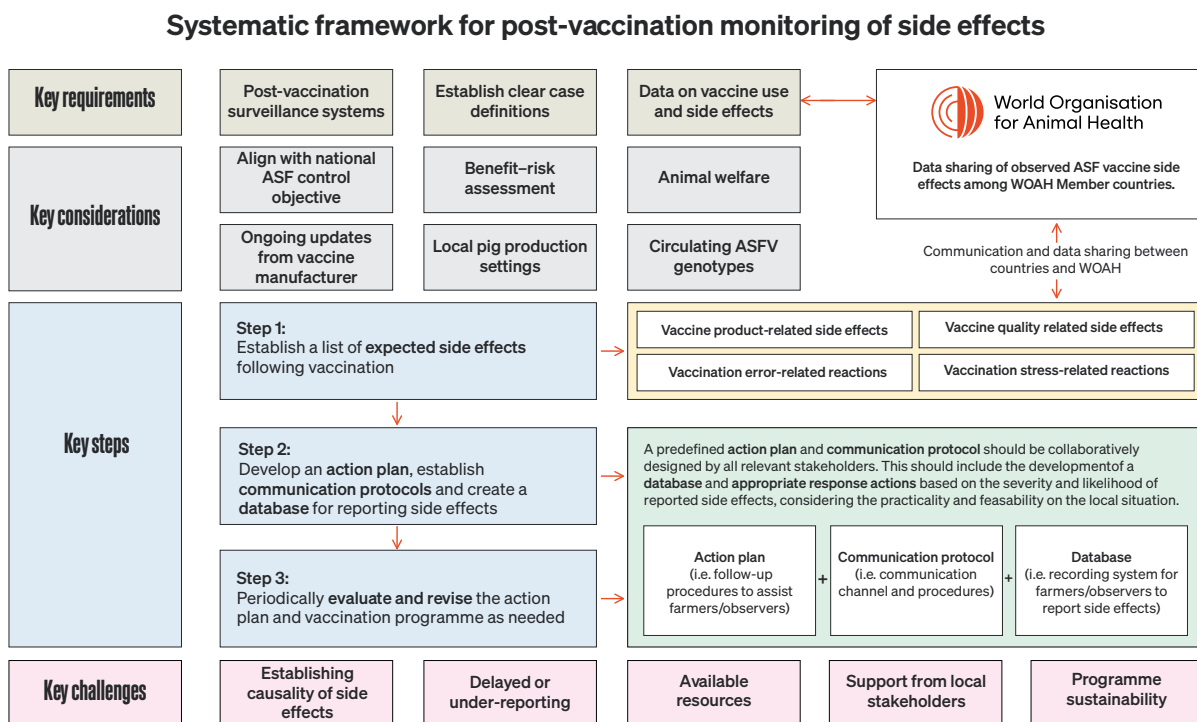 Systematic framework for post-vaccination monitoring of side effects
Key requirements
Post-vaccination
surveillance systems
Establish clear case
definitions
Data on vaccine use
and side effects
World Organisation
for Animal Health
Data sharing of observed ASF vaccine side
effects among WOAH Member countries.
Key considerations
Align with national
ASF control
objective
Benefit–risk
assessment
Animal welfare
Ongoing updates
from vaccine
manufacturer
Local pig production
settings
Circulating ASFV
genotypes
Communication and data sharing between
countries and WOAH
Key steps
Step 1:
Establish a list of expected side effects
following vaccination
Vaccine product-related side effects
Vaccine quality related side effects
Vaccination error-related reactions
Vaccination stress-related reactions
Step 2:
Develop an action plan, establish
communication protocols and create a
database for reporting side effects
A predefined action plan and communication protocol should be collaboratively
designed by all relevant stakeholders. This should include the developmentof a
database and appropriate response actions based on the severity and likelihood of
reported side effects, considering the practicality and feasability on the local situation.
Action plan
(i.e. follow-up
procedures to assist
farmers/observers)
+
Communication protocol
(i.e. communication
channel and procedures)
+
Database
(i.e. recording system for
farmers/observers to
report side effects)
Step 3:
Periodically evaluate and revise the action
plan and vaccination programme as needed
Key challenges
Establishing
causality of side
effects
Delayed or
under-reporting
Available
resources
Support from local
stakeholders
Programme
sustainability